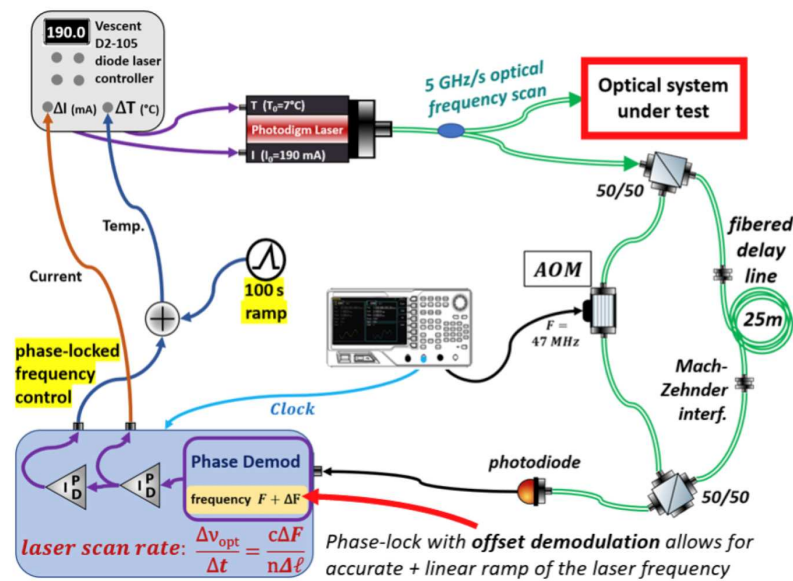 190.0
Vescent
D2-105
diode laser
controller
ΔI (mA)
ΔT (°C)
T (T₀=7°C)
Photodigm Laser
I (I₀=190 mA)
5 GHz/s optical
frequency scan
Optical system
under test
50/50
fibered
delay
line
25m
AOM
F =
47 MHz
Mach-
Zehnder
interf.
Temp.
Current
100 s
ramp
phase-locked
frequency
control
Clock
photodiode
50/50
Phase Demod
frequency F + ΔF
P
I
D
P
I
D
laser scan rate: Δν_opt/Δt = cΔF/nΔℓ
Phase-lock with offset demodulation allows for
accurate + linear ramp of the laser frequency